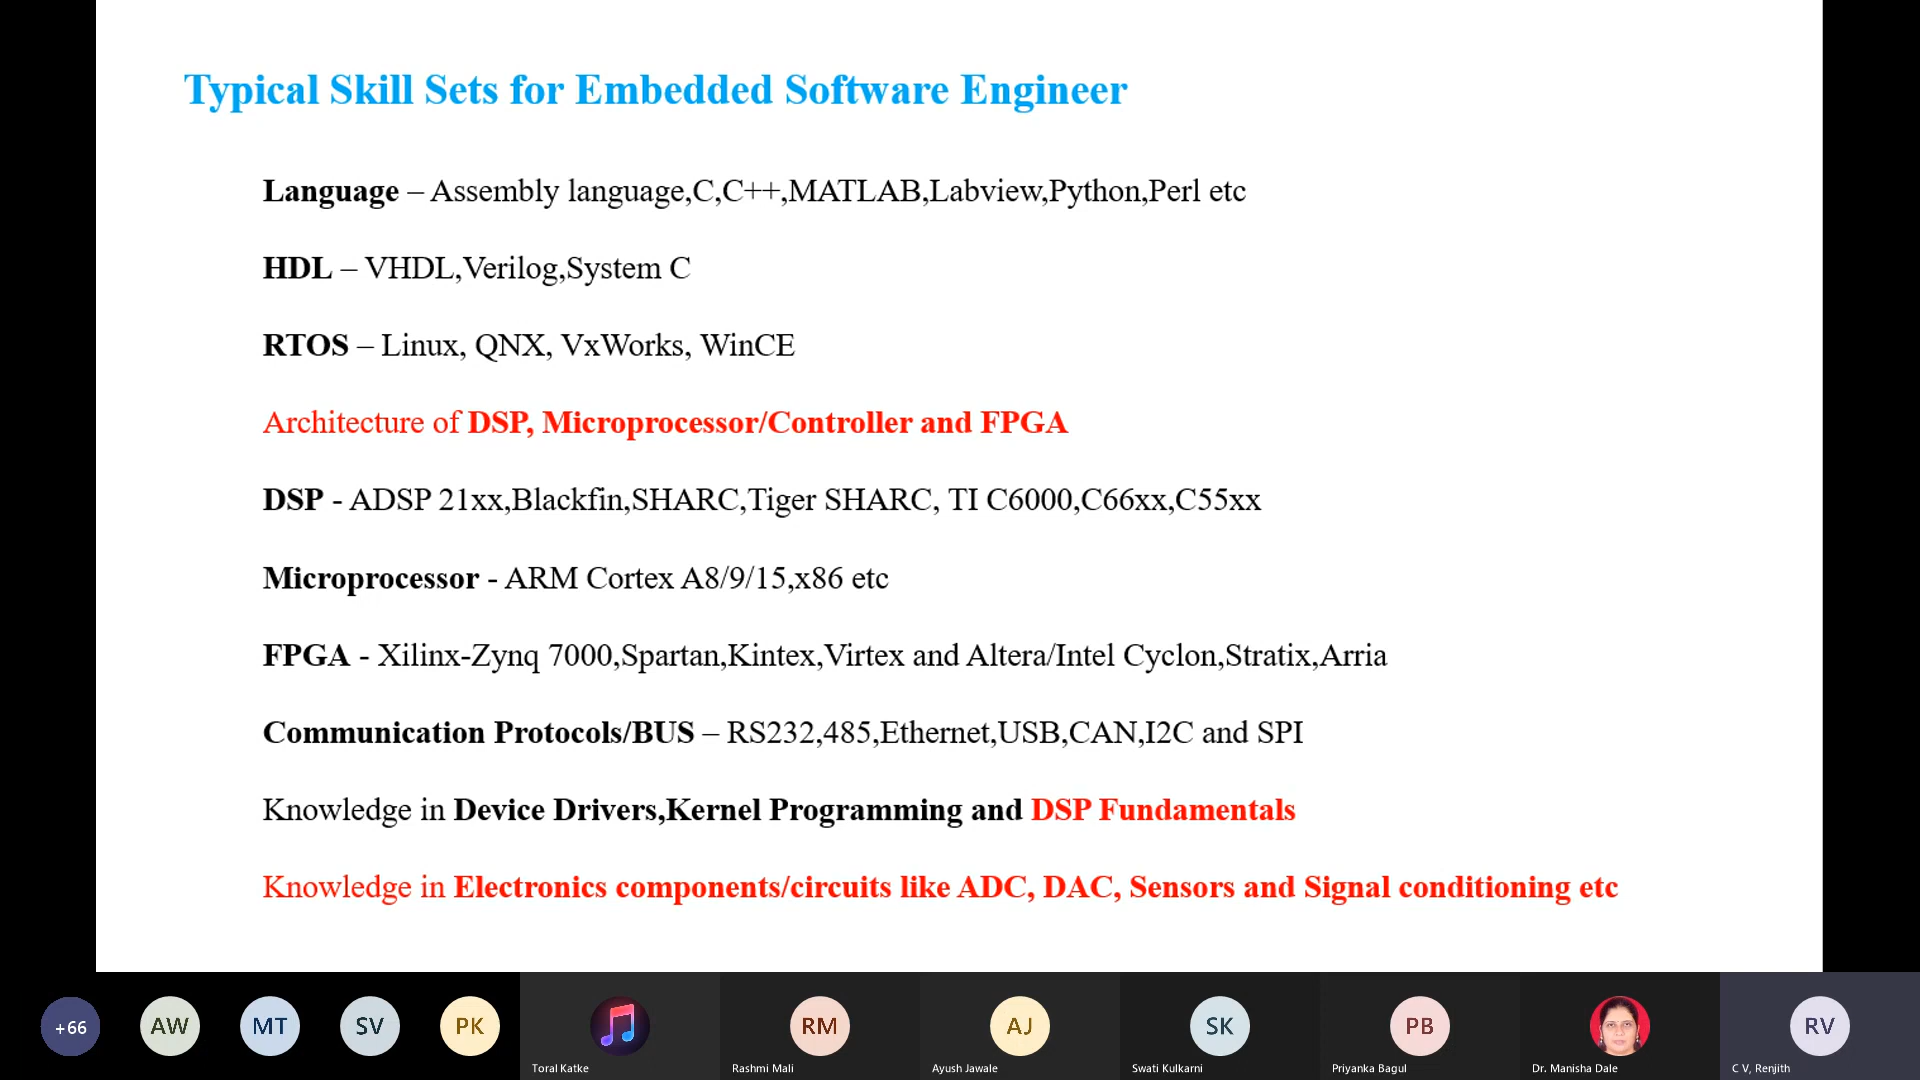 Typical Skill Sets for Embedded Software Engineer
Language – Assembly language,C,C++,MATLAB,Labview,Python,Perl etc
HDL – VHDL,Verilog,System C
RTOS – Linux, QNX, VxWorks, WinCE
Architecture of DSP, Microprocessor/Controller and FPGA
DSP - ADSP 21xx,Blackfin,SHARC,Tiger SHARC, TI C6000,C66xx,C55xx
Microprocessor - ARM Cortex A8/9/15,x86 etc
FPGA - Xilinx-Zynq 7000,Spartan,Kintex,Virtex and Altera/Intel Cyclon,Stratix,Arria
Communication Protocols/BUS – RS232,485,Ethernet,USB,CAN,I2C and SPI
Knowledge in Device Drivers,Kernel Programming and DSP Fundamentals
Knowledge in Electronics components/circuits like ADC, DAC, Sensors and Signal conditioning etc
+66 AW MT SV PK RM AJ SK PB RV
Toral Katke Rashmi Mali Ayush Jawale Swati Kulkarni Priyanka Bagul Dr. Manisha Dale C V, Renjith